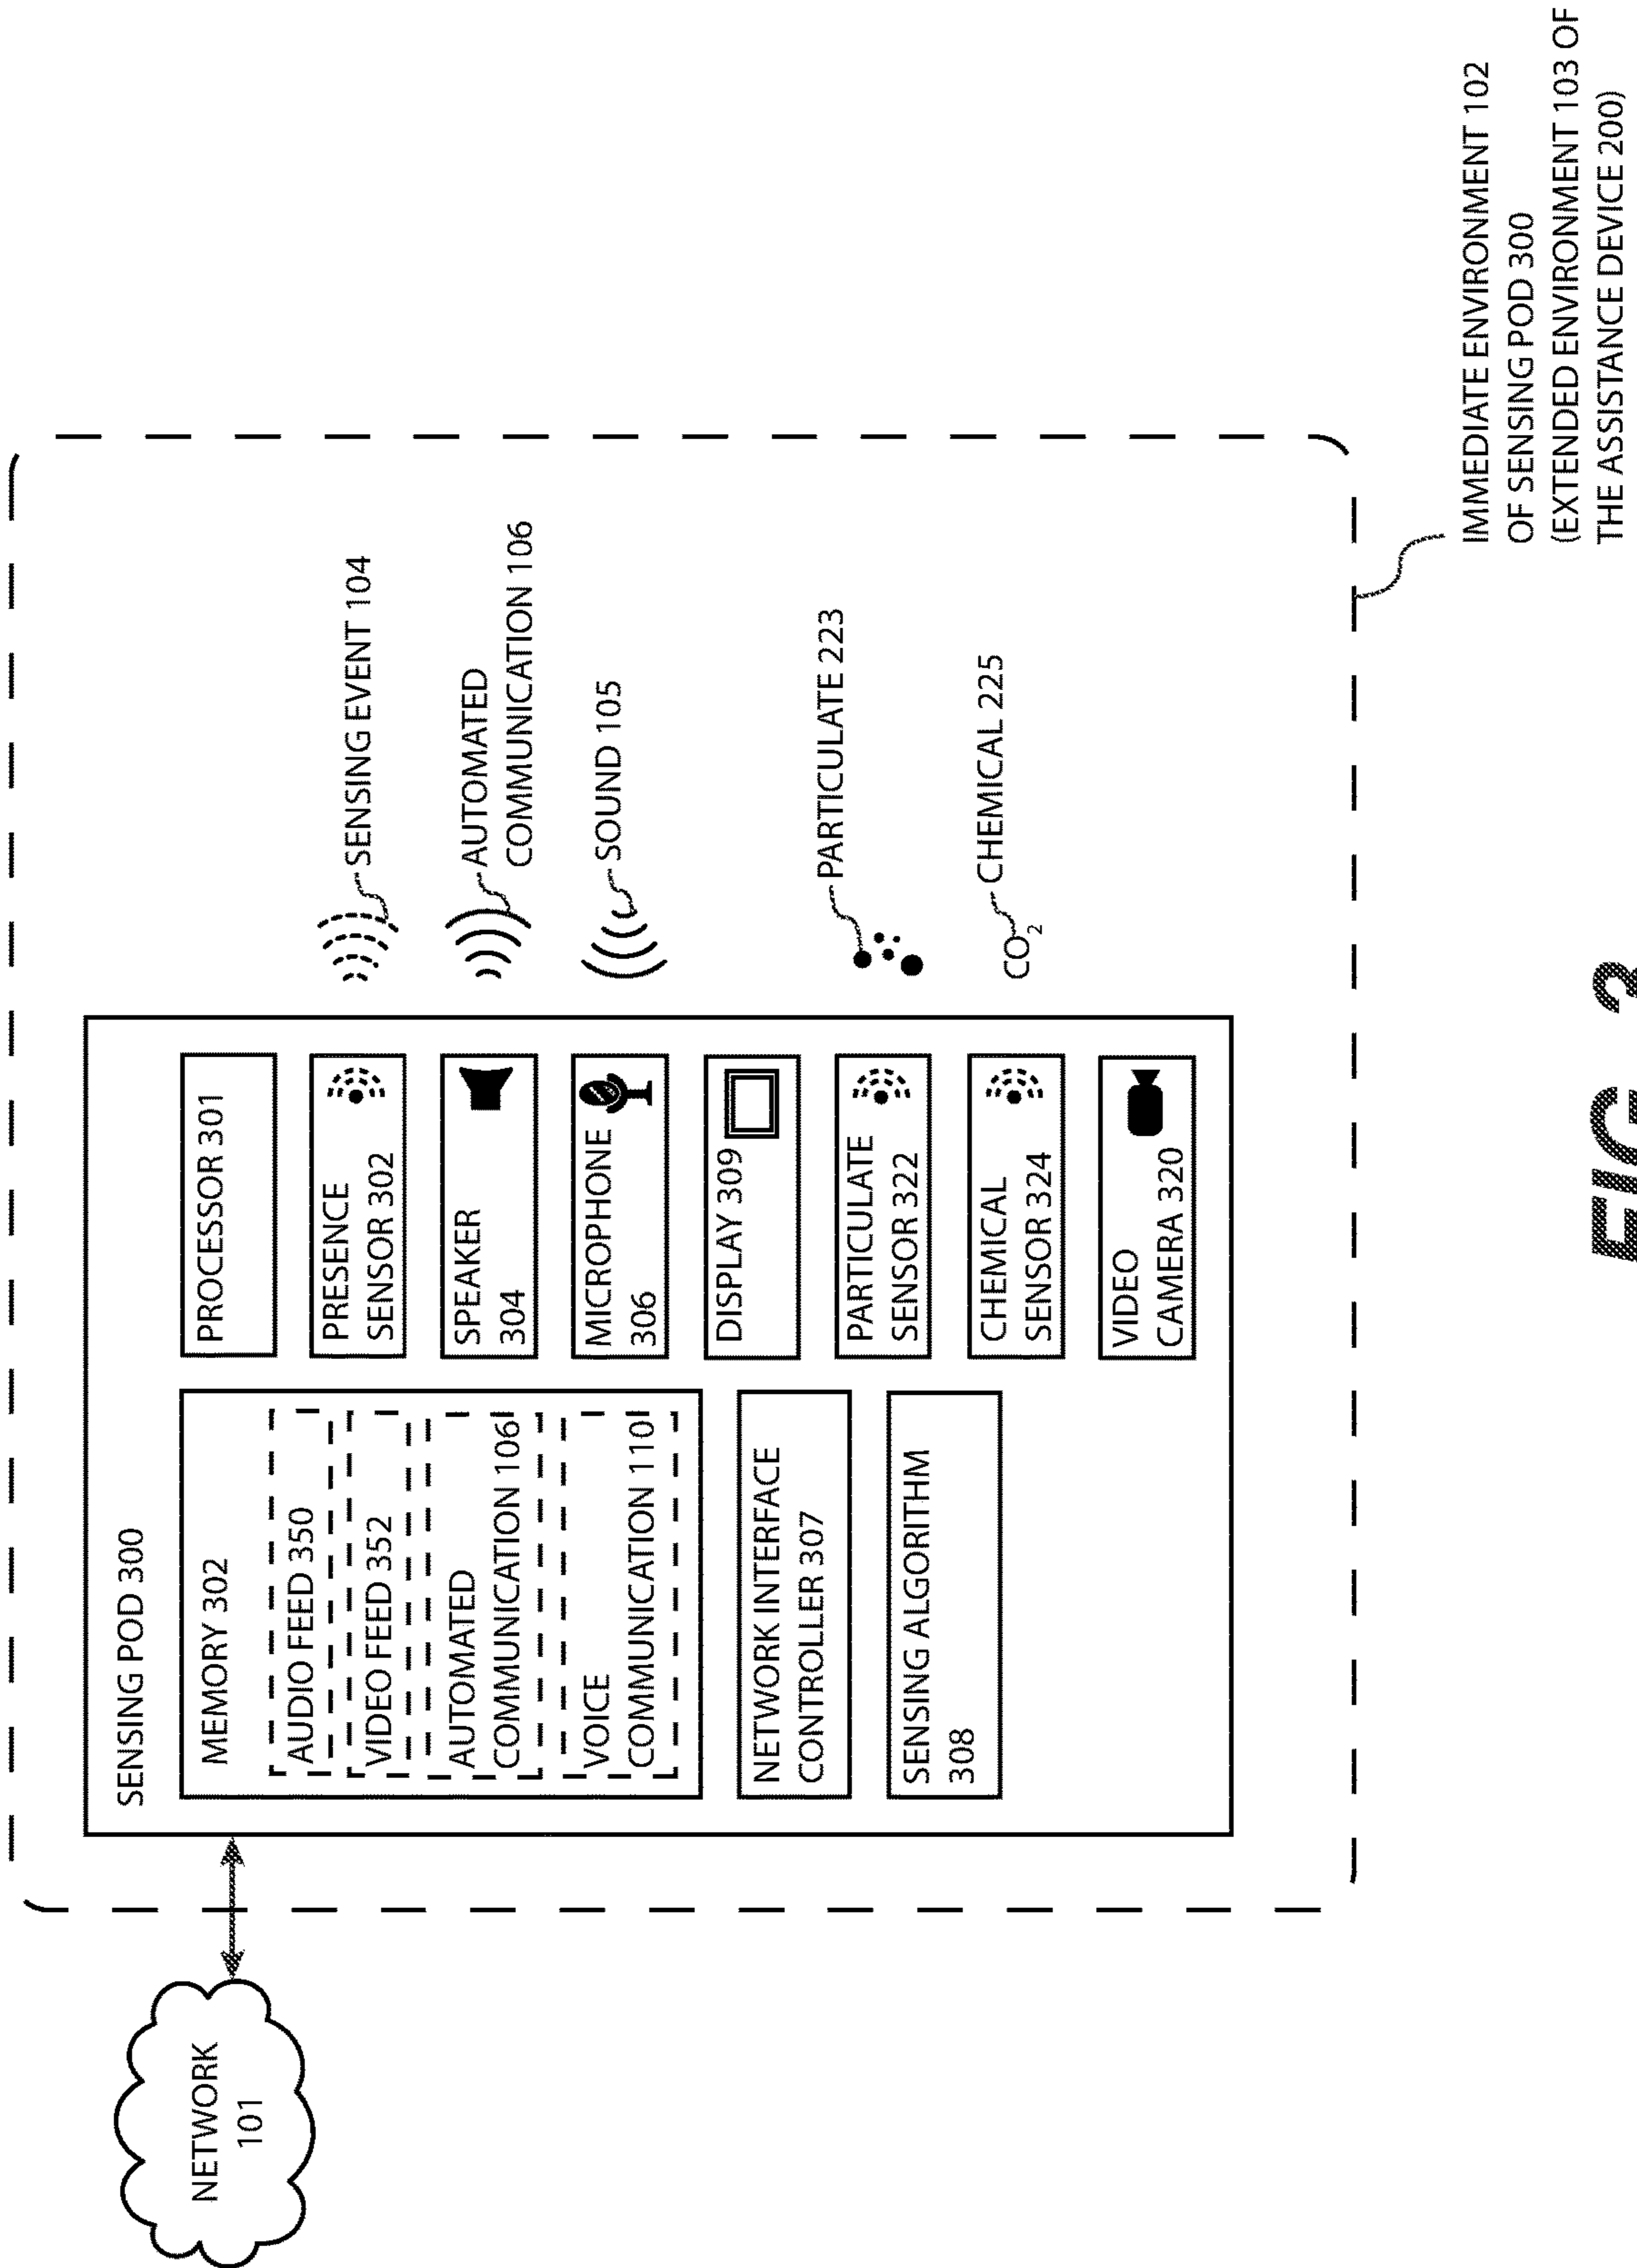 NETWORK
101
SENSING POD 300
MEMORY 302
AUDIO FEED 350
VIDEO FEED 352
AUTOMATED
COMMUNICATION 106
VOICE
COMMUNICATION 110
NETWORK INTERFACE
CONTROLLER 307
SENSING ALGORITHM
308
PROCESSOR 301
PRESENCE
SENSOR 302
SPEAKER
304
MICROPHONE
306
DISPLAY 309
PARTICULATE
SENSOR 322
CHEMICAL
SENSOR 324
VIDEO
CAMERA 320
SENSING EVENT 104
AUTOMATED
COMMUNICATION 106
SOUND 105
PARTICULATE 223
CO₂
CHEMICAL 225
IMMEDIATE ENVIRONMENT 102
OF SENSING POD 300
(EXTENDED ENVIRONMENT 103 OF
THE ASSISTANCE DEVICE 200)
FIG. 3